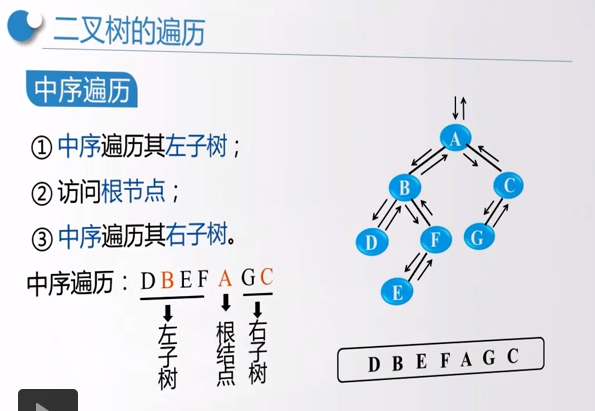 二叉树的遍历
中序遍历
① 中序遍历其左子树；
② 访问根节点；
③ 中序遍历其右子树。
中序遍历：DBEF A GC
左子树
根结点
右子树
A
B
C
D
F
G
E
D B E F A G C